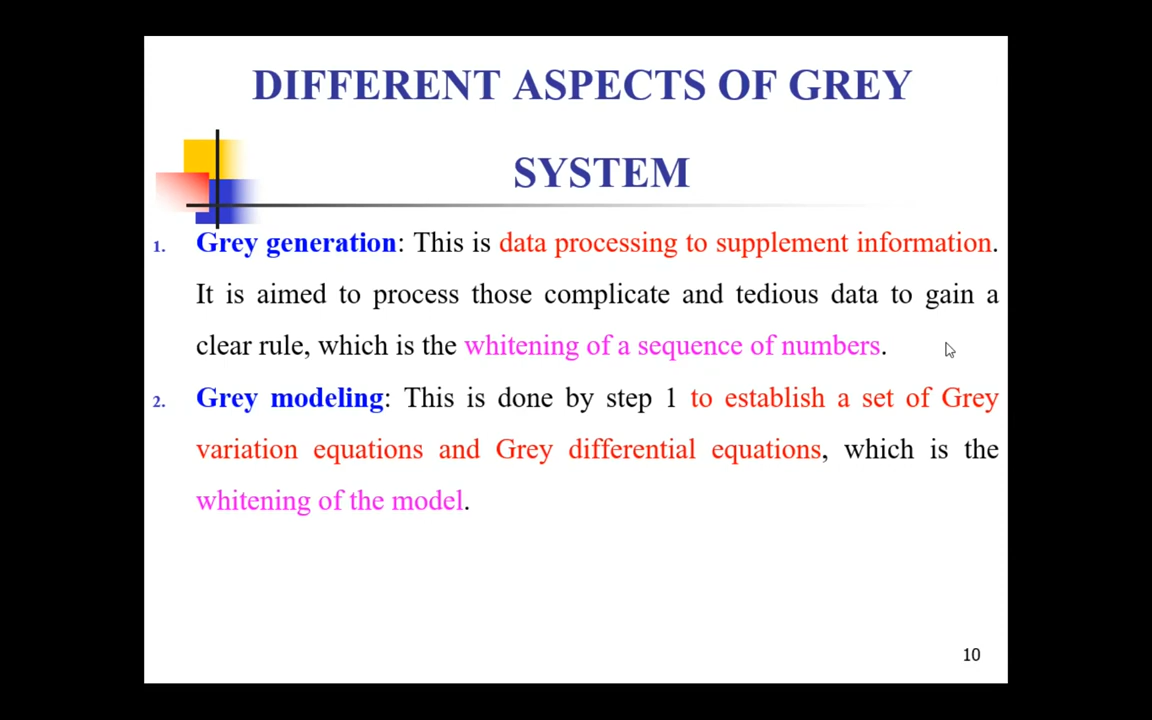 DIFFERENT ASPECTS OF GREY
SYSTEM
1. Grey generation: This is data processing to supplement information.
It is aimed to process those complicate and tedious data to gain a
clear rule, which is the whitening of a sequence of numbers.
2. Grey modeling: This is done by step 1 to establish a set of Grey
variation equations and Grey differential equations, which is the
whitening of the model.
10